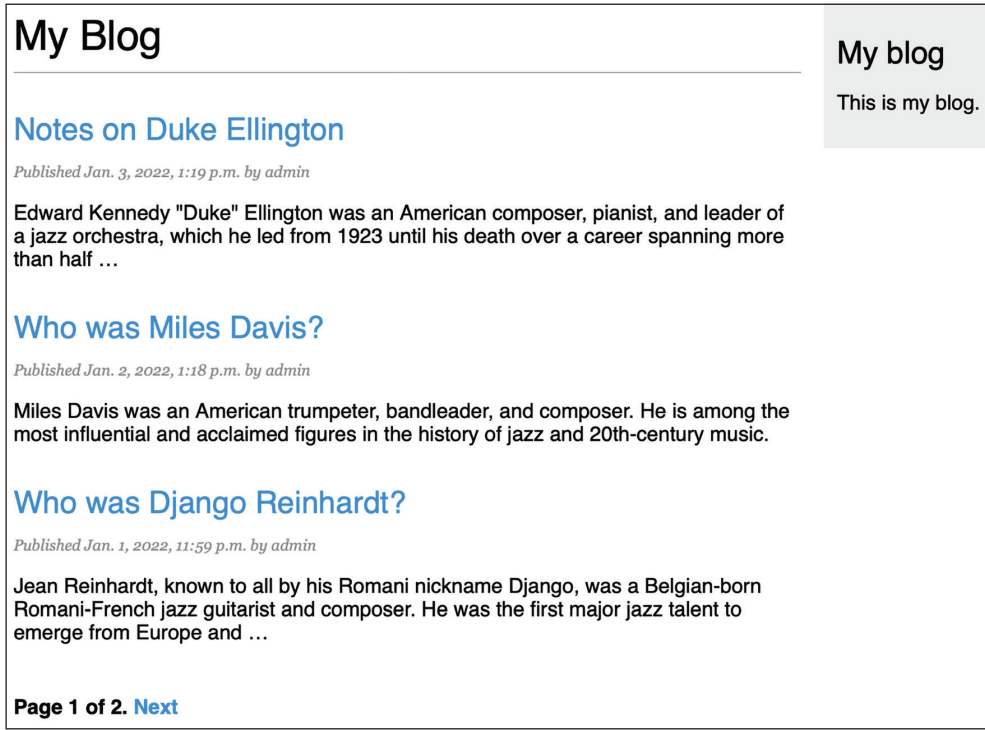 My Blog
Notes on Duke Ellington
Published Jan. 3, 2022, 1:19 p.m. by admin
Edward Kennedy "Duke" Ellington was an American composer, pianist, and leader of
a jazz orchestra, which he led from 1923 until his death over a career spanning more
than half …
Who was Miles Davis?
Published Jan. 2, 2022, 1:18 p.m. by admin
Miles Davis was an American trumpeter, bandleader, and composer. He is among the
most influential and acclaimed figures in the history of jazz and 20th-century music.
Who was Django Reinhardt?
Published Jan. 1, 2022, 11:59 p.m. by admin
Jean Reinhardt, known to all by his Romani nickname Django, was a Belgian-born
Romani-French jazz guitarist and composer. He was the first major jazz talent to
emerge from Europe and …
Page 1 of 2. Next
My blog
This is my blog.